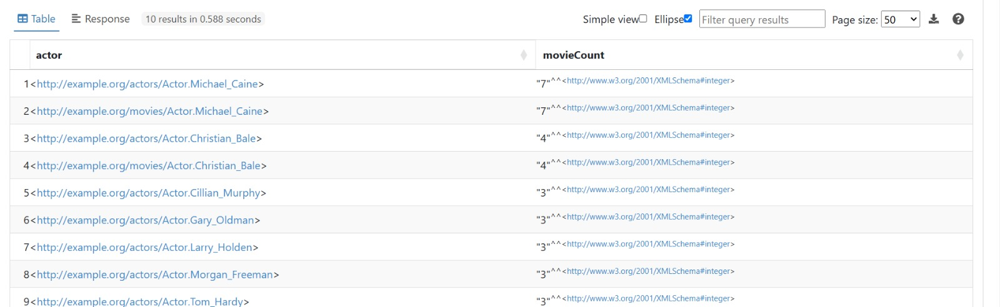 Table Response 10 results in 0.588 seconds Simple view Ellipse Filter query results Page size: 50
actor movieCount
1 <http://example.org/actors/Actor.Michael_Caine> "7"^^<http://www.w3.org/2001/XMLSchema#integer>
2 <http://example.org/movies/Actor.Michael_Caine> "7"^^<http://www.w3.org/2001/XMLSchema#integer>
3 <http://example.org/actors/Actor.Christian_Bale> "4"^^<http://www.w3.org/2001/XMLSchema#integer>
4 <http://example.org/movies/Actor.Christian_Bale> "4"^^<http://www.w3.org/2001/XMLSchema#integer>
5 <http://example.org/actors/Actor.Cillian_Murphy> "3"^^<http://www.w3.org/2001/XMLSchema#integer>
6 <http://example.org/actors/Actor.Gary_Oldman> "3"^^<http://www.w3.org/2001/XMLSchema#integer>
7 <http://example.org/actors/Actor.Larry_Holden> "3"^^<http://www.w3.org/2001/XMLSchema#integer>
8 <http://example.org/actors/Actor.Morgan_Freeman> "3"^^<http://www.w3.org/2001/XMLSchema#integer>
9 <http://example.org/actors/Actor.Tom_Hardy> "3"^^<http://www.w3.org/2001/XMLSchema#integer>